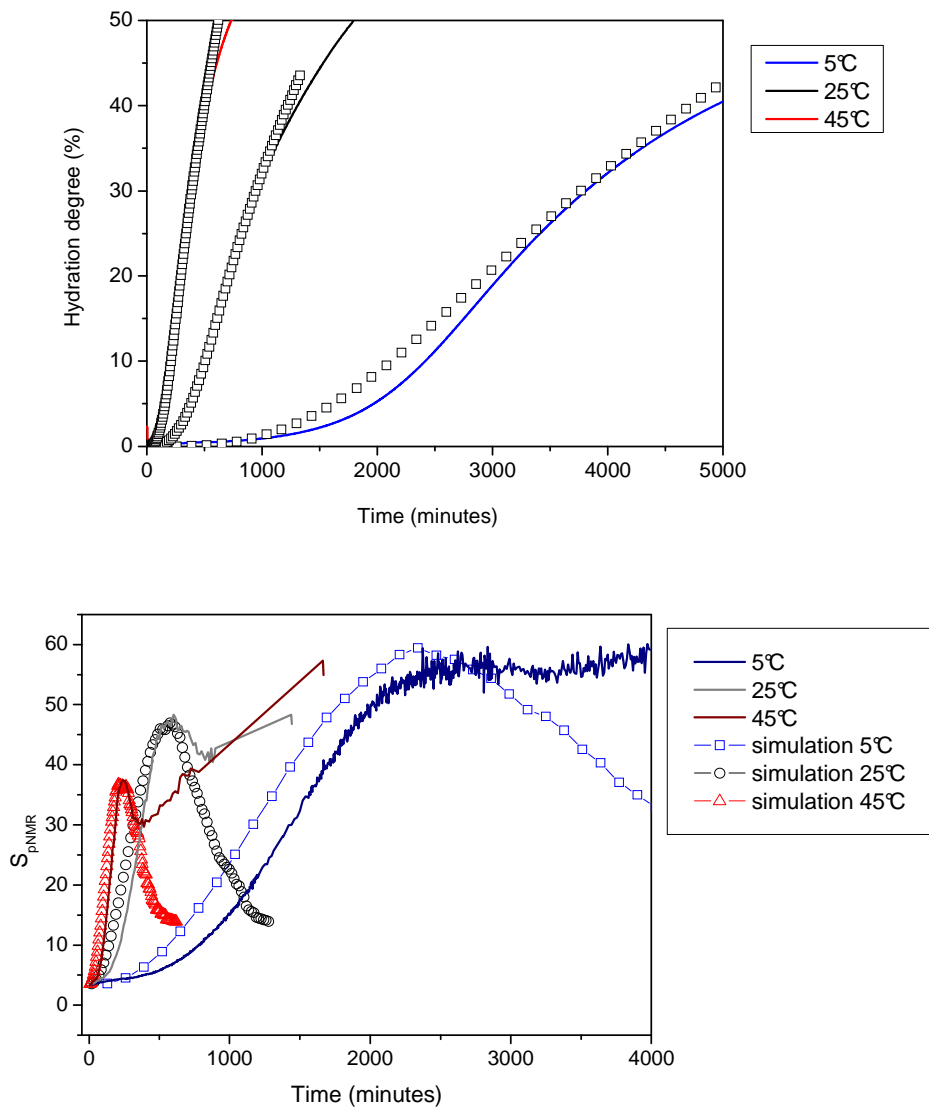 50
40
30
20
10
0
Hydration degree (%)
0 1000 2000 3000 4000 5000
Time (minutes)
5°C
25°C
45°C
60
50
40
30
20
10
0
SpNMR
0 1000 2000 3000 4000
Time (minutes)
5°C
25°C
45°C
simulation 5°C
simulation 25°C
simulation 45°C